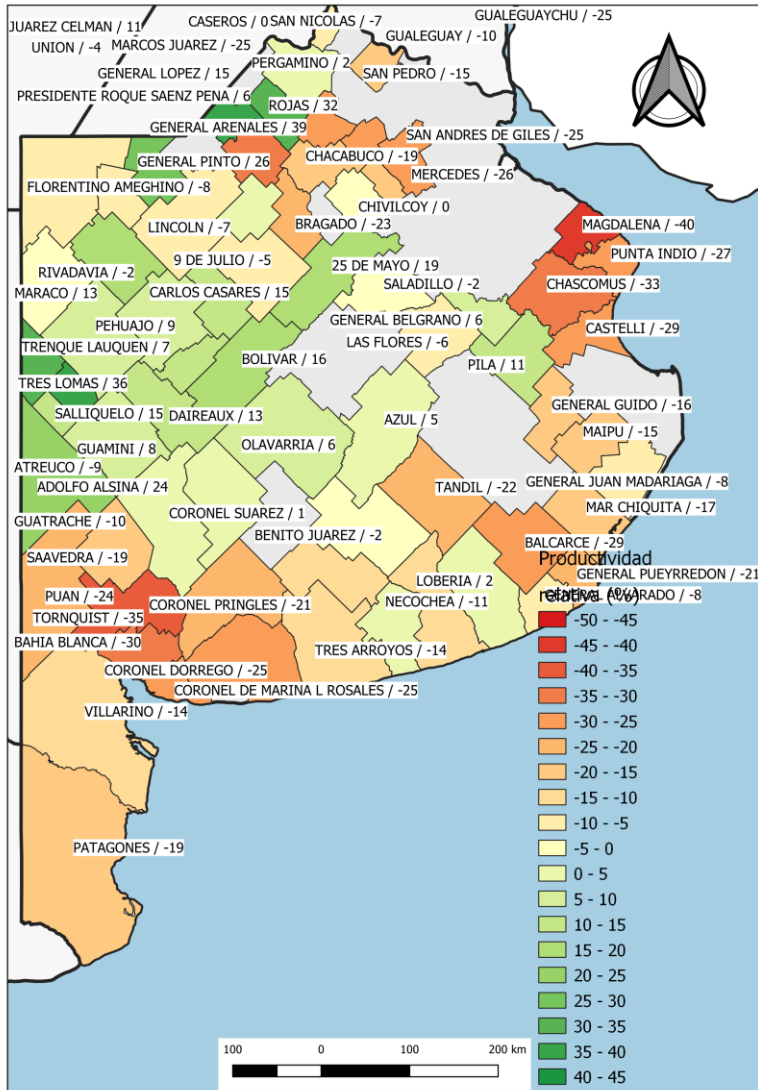 GUALEGUAYCHU / -25
CASEROS / 0
SAN NICOLAS / -7
JUAREZ CELMAN / 11
GUALEGUAY / -10
UNION / -4
MARCOS JUAREZ / -25
PERGAMINO / 2
GENERAL LOPEZ / 15
SAN PEDRO / -15
PRESIDENTE ROQUE SAENZ PENA / 6
ROJAS / 32
GENERAL ARENALES / 39
SAN ANDRES DE GILES / -25
GENERAL PINTO / 26
CHACABUCO / -19
MERCEDES / -26
FLORENTINO AMEGHINO / -8
CHIVILCOY / 0
LINCOLN / -7
BRAGADO / -23
MAGDALENA / -40
PUNTA INDIO / -27
9 DE JULIO / -5
25 DE MAYO / 19
RIVADAVIA / -2
SALADILLO / -2
CHASCOMUS / -33
MARACO / 13
CARLOS CASARES / 15
GENERAL BELGRANO / 6
PEHUAJO / 9
CASTELLI / -29
LAS FLORES / -6
TRENQUE LAUQUEN / 7
BOLIVAR / 16
PILA / 11
TRES LOMAS / 36
GENERAL GUIDO / -16
SALLIQUELO / 15
DAIREAUX / 13
AZUL / 5
MAIPU / -15
OLAVARRIA / 6
GUAMINI / 8
ATREUCO / -9
GENERAL JUAN MADARIAGA / -8
ADOLFO ALSINA / 24
TANDIL / -22
MAR CHIQUITA / -17
CORONEL SUAREZ / 1
GUATRACHE / -10
BENITO JUAREZ / -2
BALCARCE / -29
SAAVEDRA / -19
Productividad
GENERAL PUEYRREDON / -21
LOBERIA / 2
PUAN / -24
relativa (%)
GENERAL ALVARADO / -8
CORONEL PRINGLES / -21
NECOCHEA / -11
TORNQUIST / -35
BAHIA BLANCA / -30
TRES ARROYOS / -14
CORONEL DORREGO / -25
CORONEL DE MARINA L ROSALES / -25
VILLARINO / -14
PATAGONES / -19
-50 - -45
-45 - -40
-40 - -35
-35 - -30
-30 - -25
-25 - -20
-20 - -15
-15 - -10
-10 - -5
-5 - 0
0 - 5
5 - 10
10 - 15
15 - 20
20 - 25
25 - 30
30 - 35
35 - 40
40 - 45
100 0 100 200 km